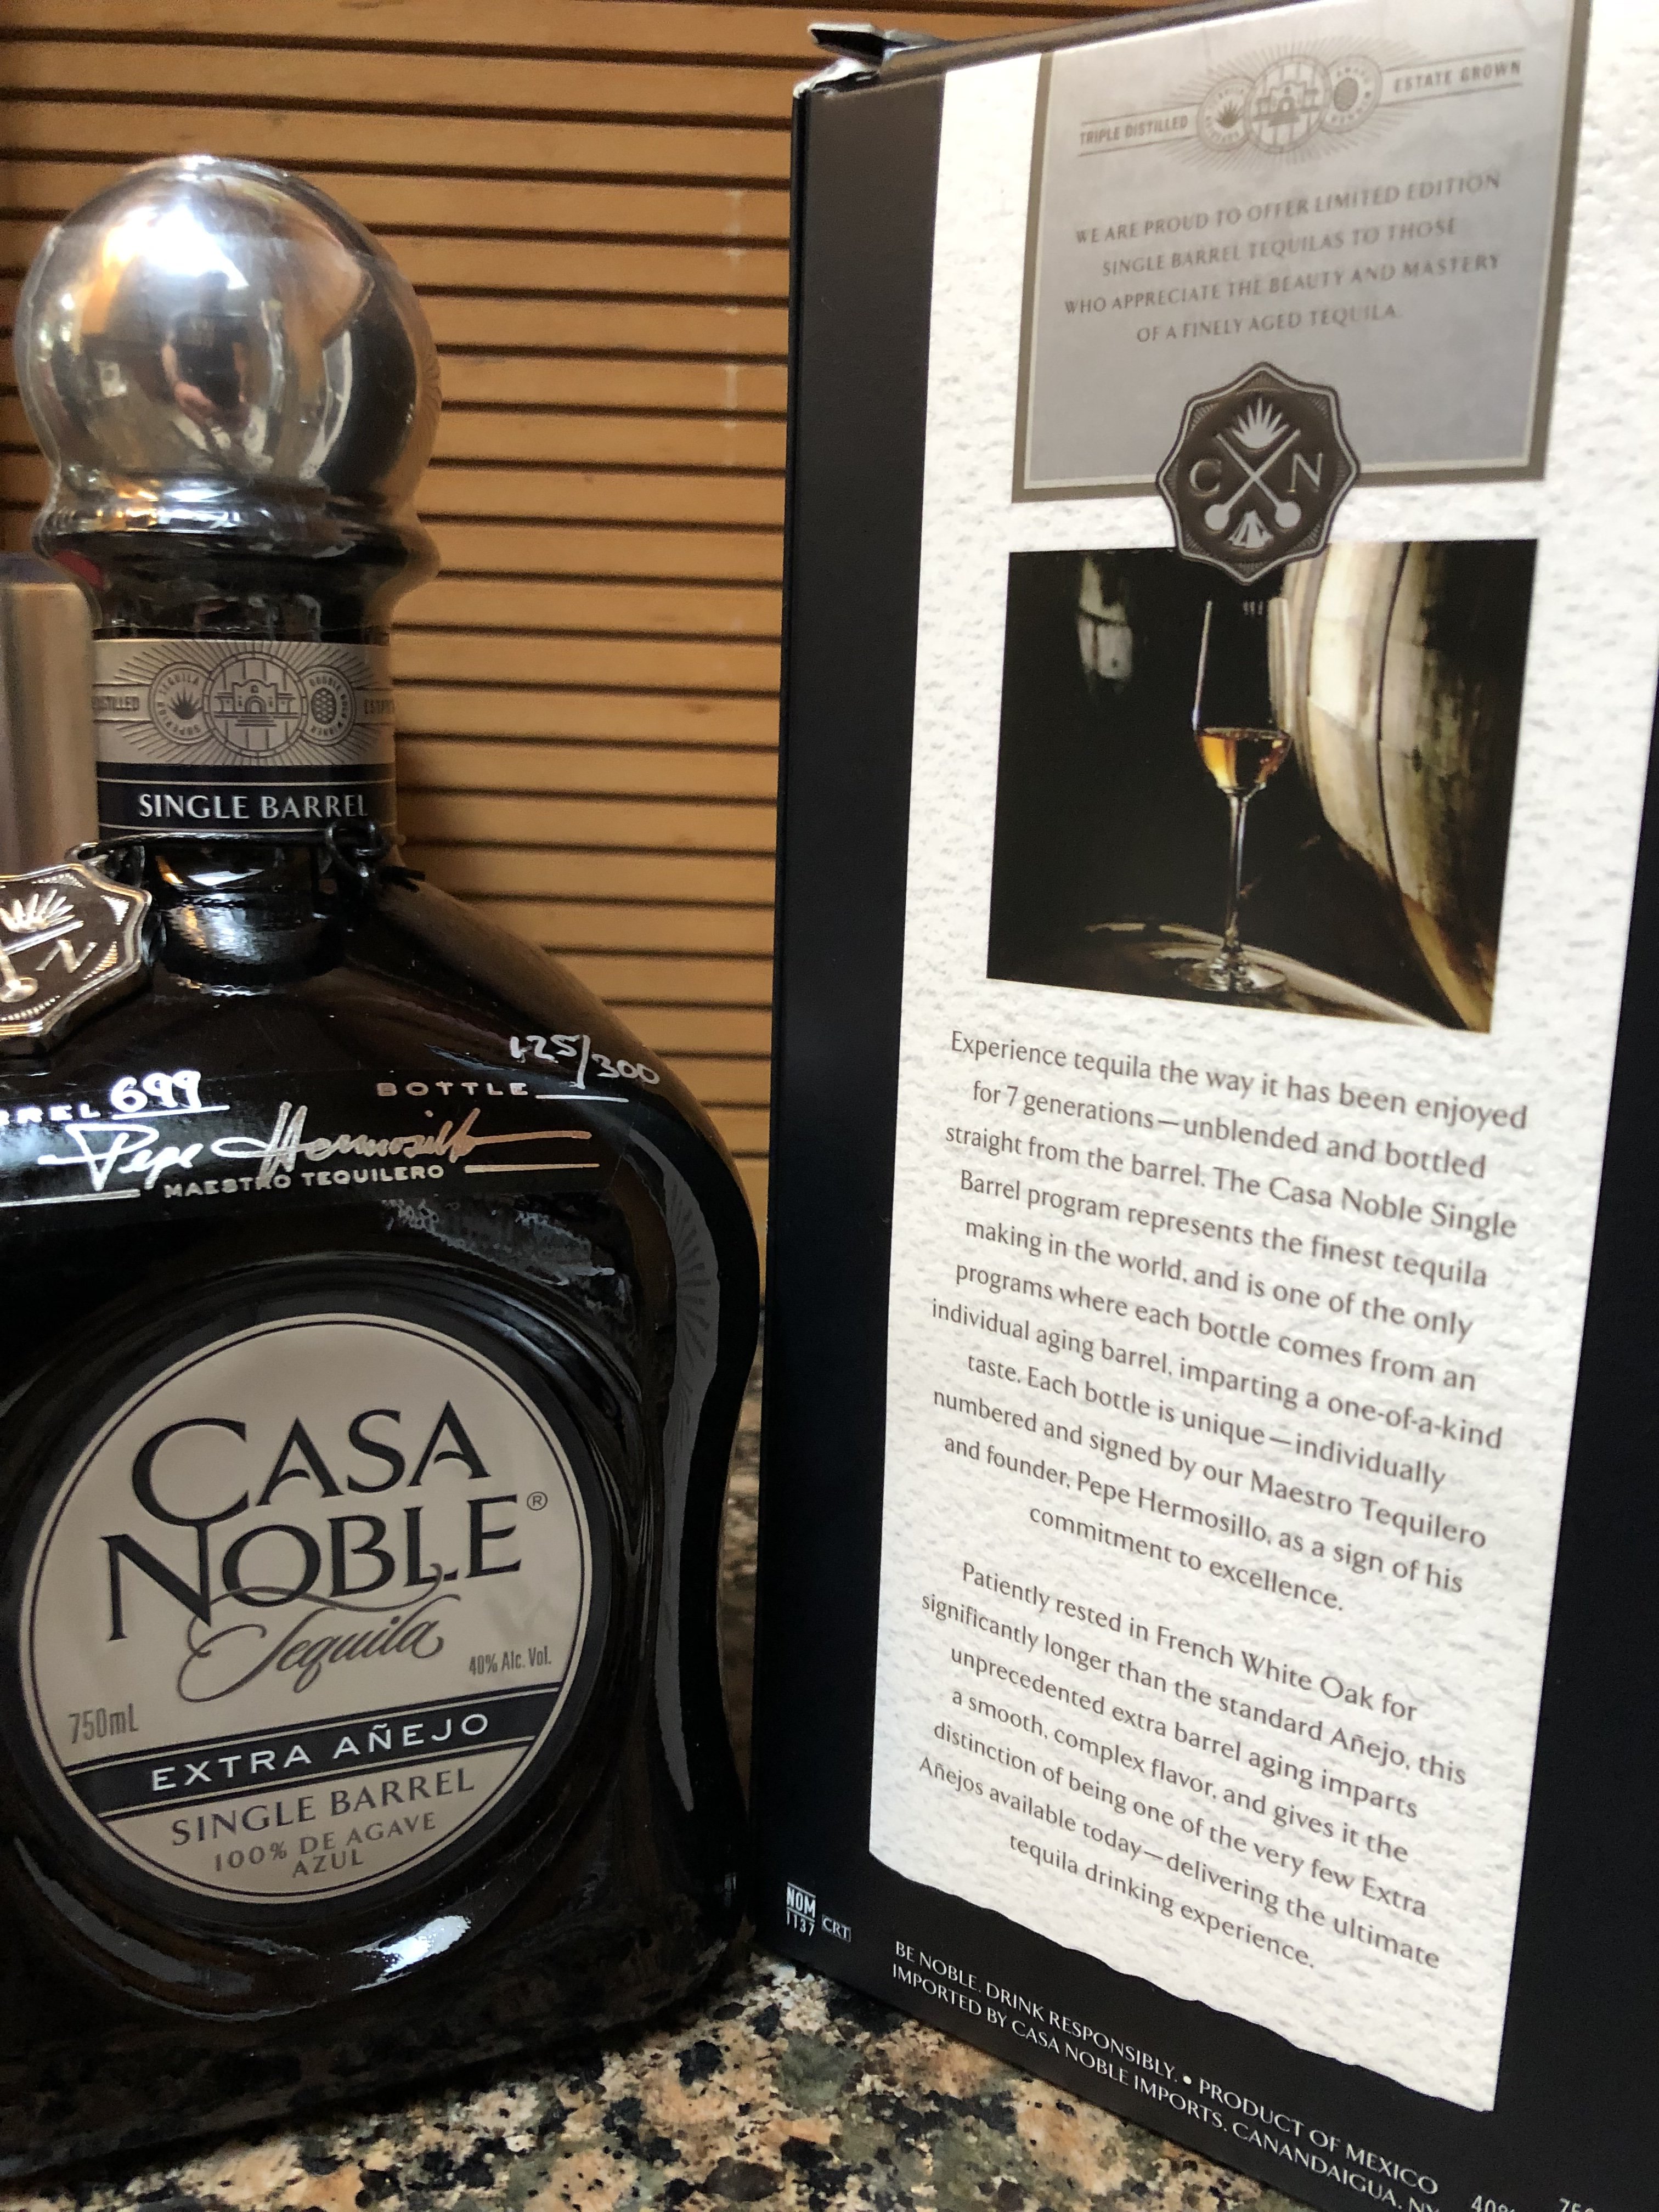 DISTILLED
TEQUILA SUPERIOR
DOUBLE GOLD WINNER
SINGLE BARREL
N
699
BOTTLE 125/300
Pepe Hermosillo
MAESTRO TEQUILERO
CASA
NOBLE®
Tequila
40% Alc. Vol.
750mL
EXTRA AÑEJO
SINGLE BARREL
100% DE AGAVE
AZUL
TRIPLE DISTILLED
ESTATE GROWN
WE ARE PROUD TO OFFER LIMITED EDITION
SINGLE BARREL TEQUILAS TO THOSE
WHO APPRECIATE THE BEAUTY AND MASTERY
OF A FINELY AGED TEQUILA.
C N
Experience tequila the way it has been enjoyed
for 7 generations—unblended and bottled
straight from the barrel. The Casa Noble Single
Barrel program represents the finest tequila
making in the world, and is one of the only
programs where each bottle comes from an
individual aging barrel, imparting a one-of-a-kind
taste. Each bottle is unique—individually
numbered and signed by our Maestro Tequilero
and founder, Pepe Hermosillo, as a sign of his
commitment to excellence.
Patiently rested in French White Oak for
significantly longer than the standard Añejo, this
unprecedented extra barrel aging imparts
a smooth, complex flavor, and gives it the
distinction of being one of the very few Extra
Añejos available today—delivering the ultimate
tequila drinking experience.
NOM
1137 CRT
BE NOBLE. DRINK RESPONSIBLY. • PRODUCT OF MEXICO
IMPORTED BY CASA NOBLE IMPORTS, CANANDAIGUA, NY